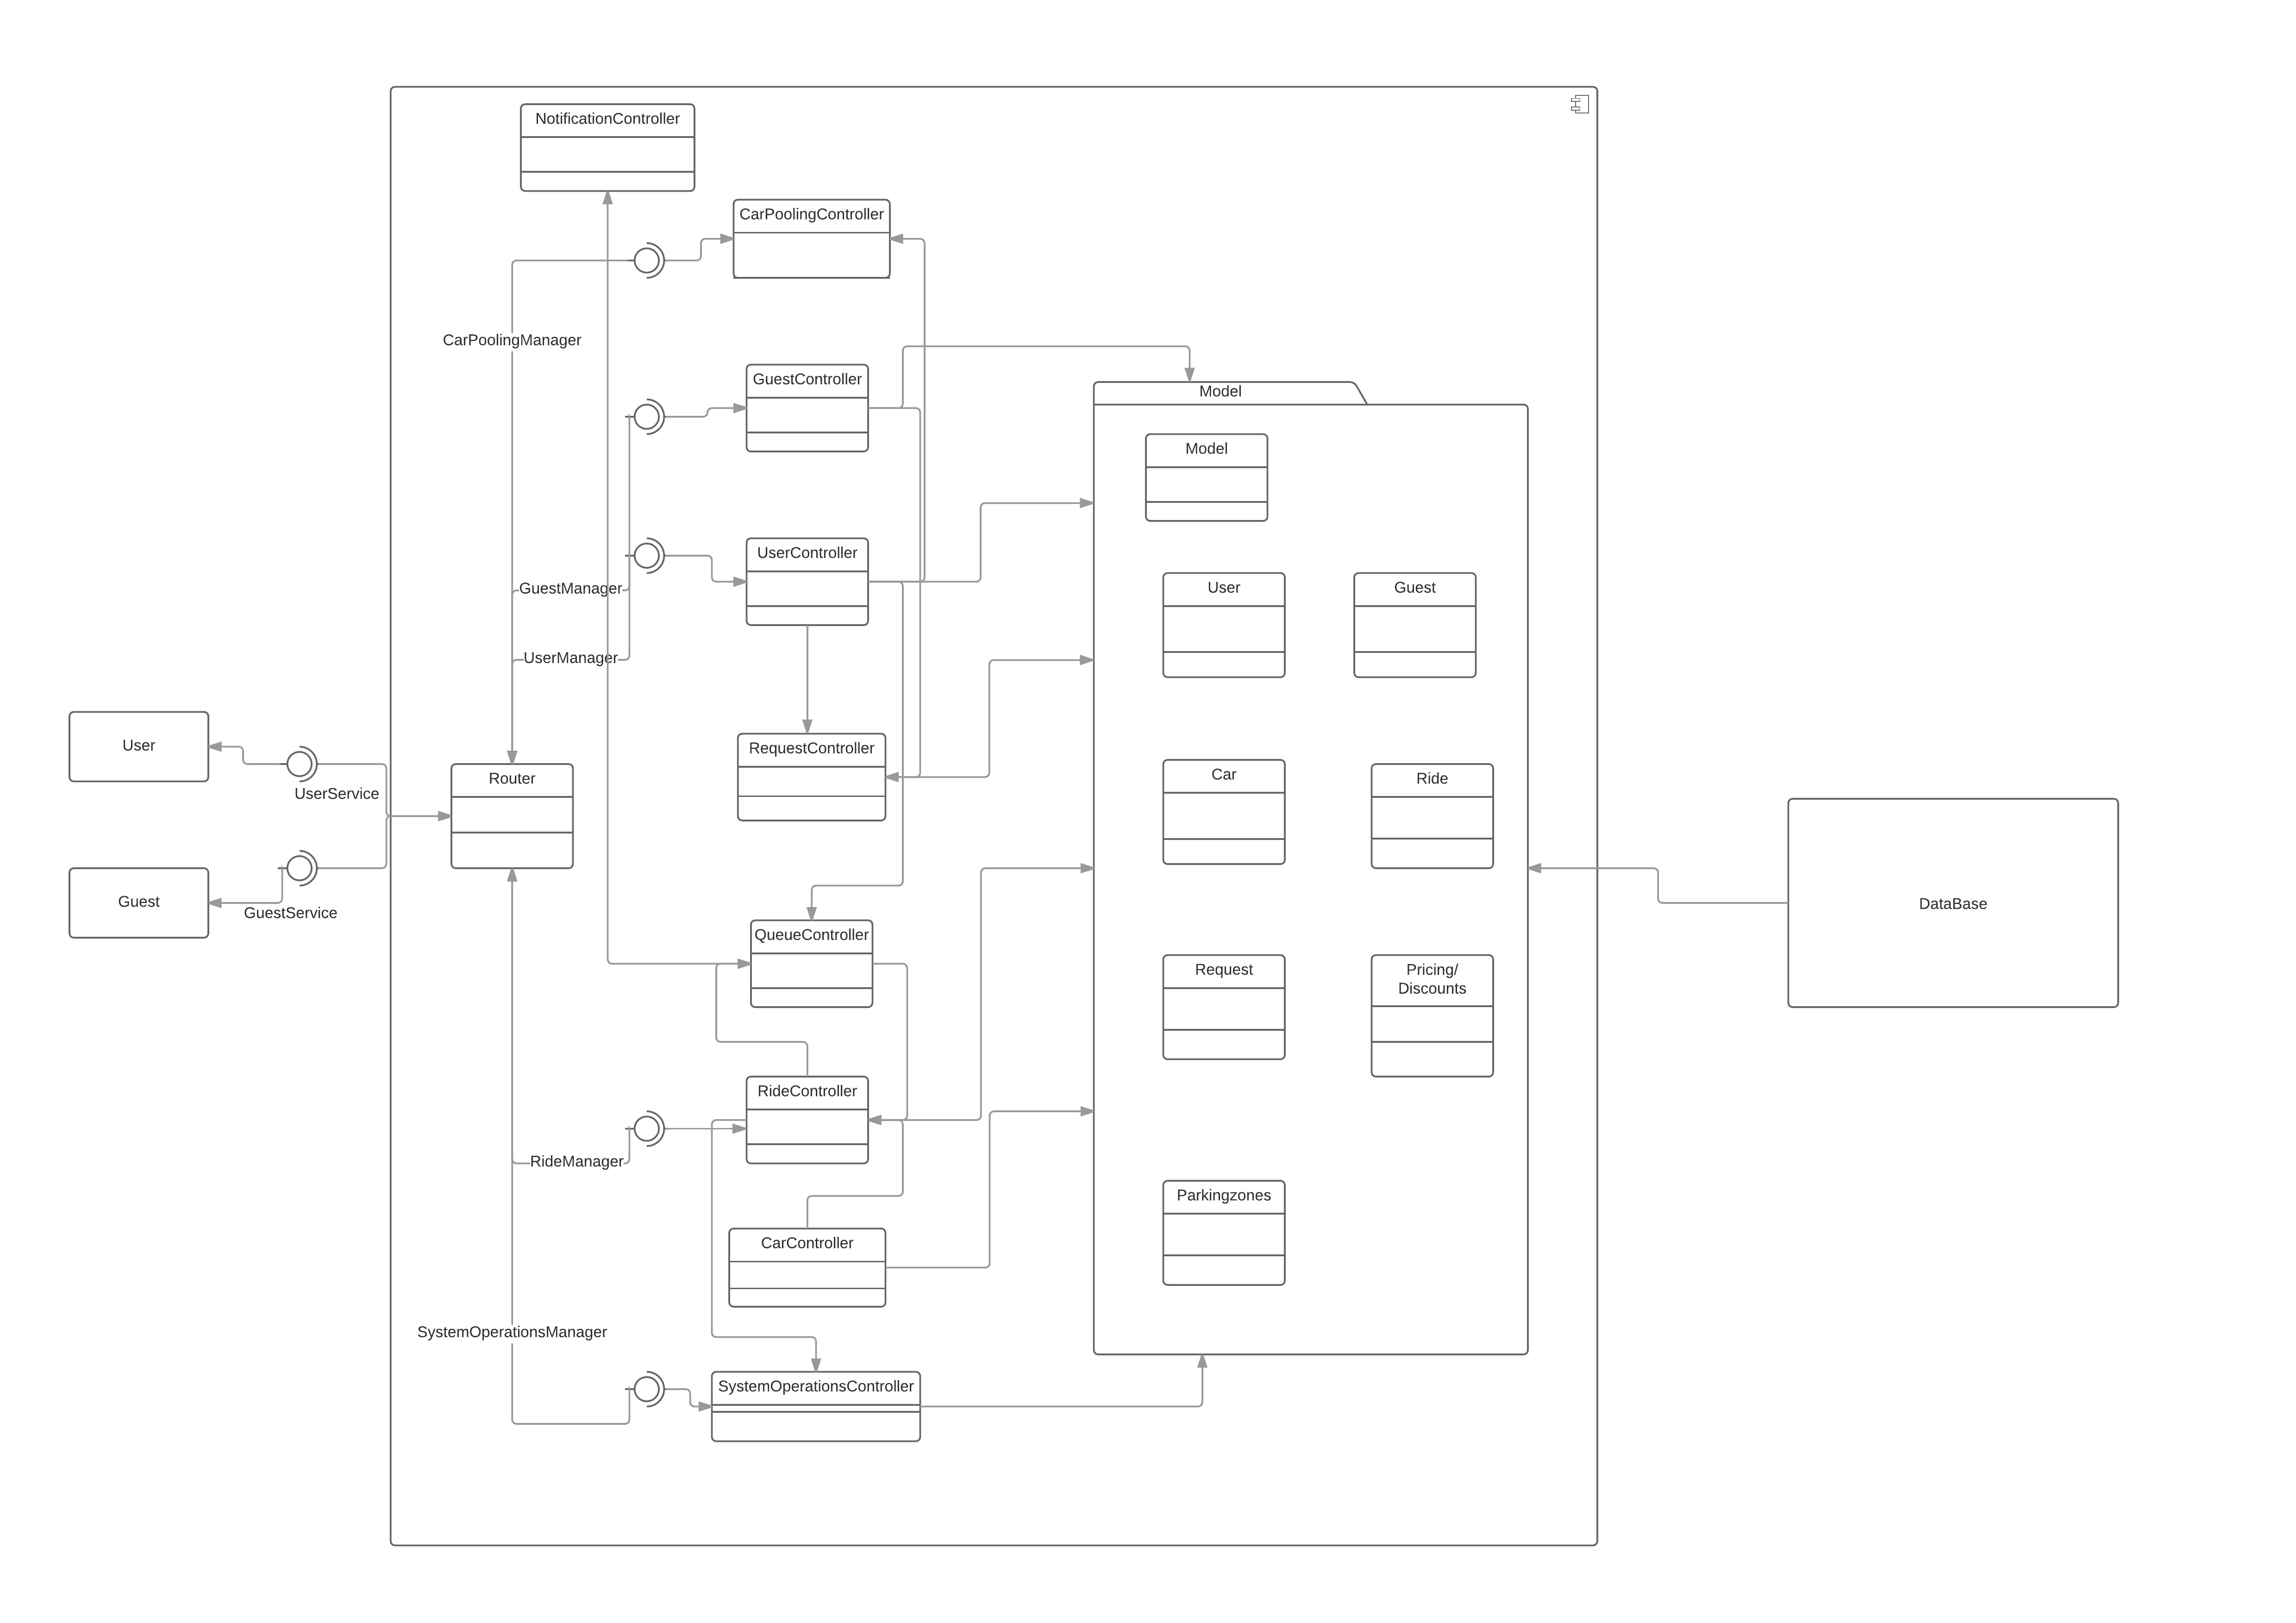 NotificationController
CarPoolingController
CarPoolingManager
GuestController
Model
Model
UserController
GuestManager
User
Guest
UserManager
User
RequestController
Router
Car
Ride
UserService
Guest
GuestService
DataBase
QueueController
Request
Pricing/
Discounts
RideController
RideManager
Parkingzones
CarController
SystemOperationsManager
SystemOperationsController